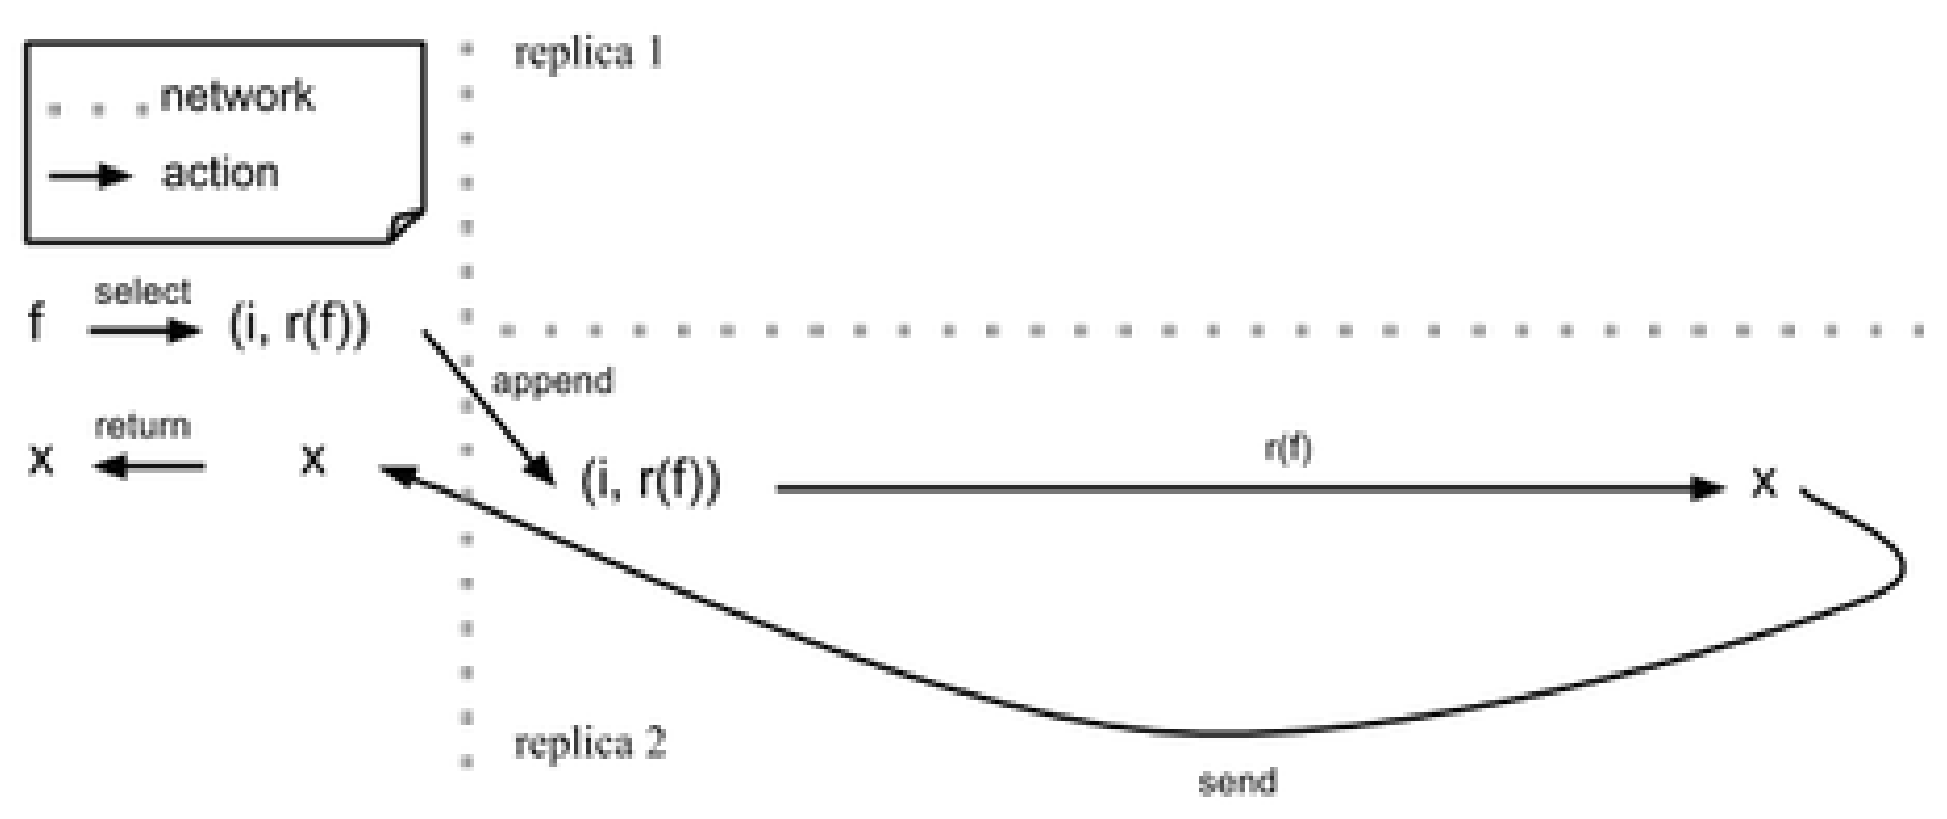 replica 1
network
action
select
f
(i, r(f))
append
return
x
x
(i, r(f))
r(f)
x
replica 2
send